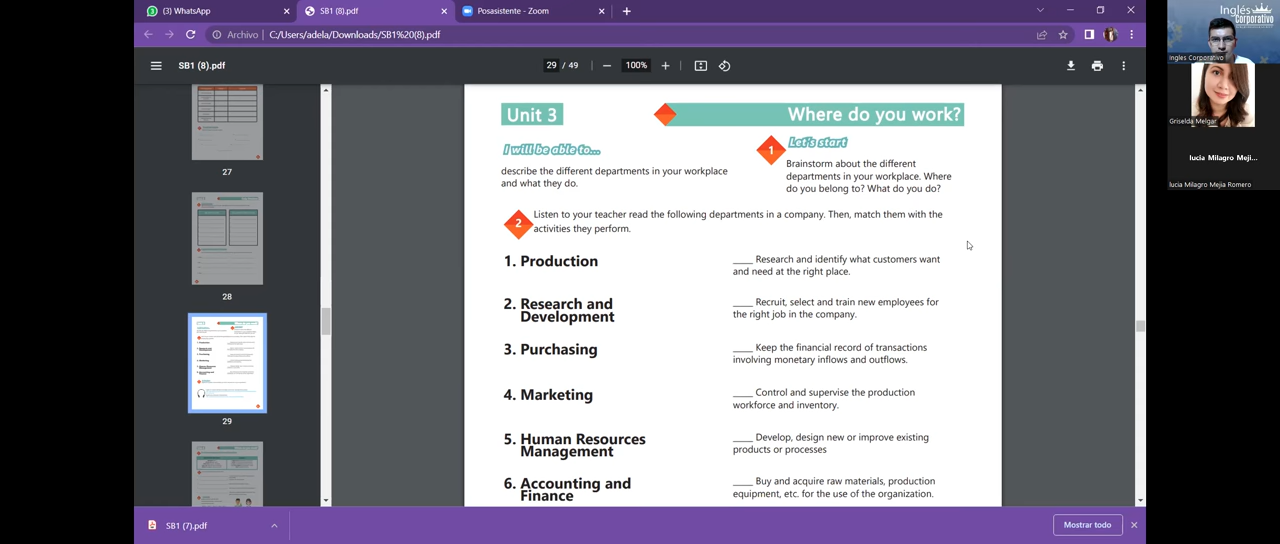 (3) WhatsApp
SB1 (8).pdf
Posasistente - Zoom
Archivo
C:/Users/adela/Downloads/SB1%20(8).pdf
SB1 (8).pdf
29 / 49
100%
27
28
29
Unit 3
Where do you work?
I will be able to...
describe the different departments in your workplace
and what they do.
1
Let's start
Brainstorm about the different
departments in your workplace. Where
do you belong to? What do you do?
2
Listen to your teacher read the following departments in a company. Then, match them with the
activities they perform.
1. Production
____ Research and identify what customers want
and need at the right place.
2. Research and
Development
____ Recruit, select and train new employees for
the right job in the company.
3. Purchasing
____ Keep the financial record of transactions
involving monetary inflows and outflows.
4. Marketing
____ Control and supervise the production
workforce and inventory.
5. Human Resources
Management
____ Develop, design new or improve existing
products or processes
6. Accounting and
Finance
____ Buy and acquire raw materials, production
equipment, etc. for the use of the organization.
SB1 (7).pdf
Mostrar todo
Inglés
Corporativo
Ingles Corporativo
Griselda Melgar
lucia Milagro Meji...
lucia Milagro Mejia Romero